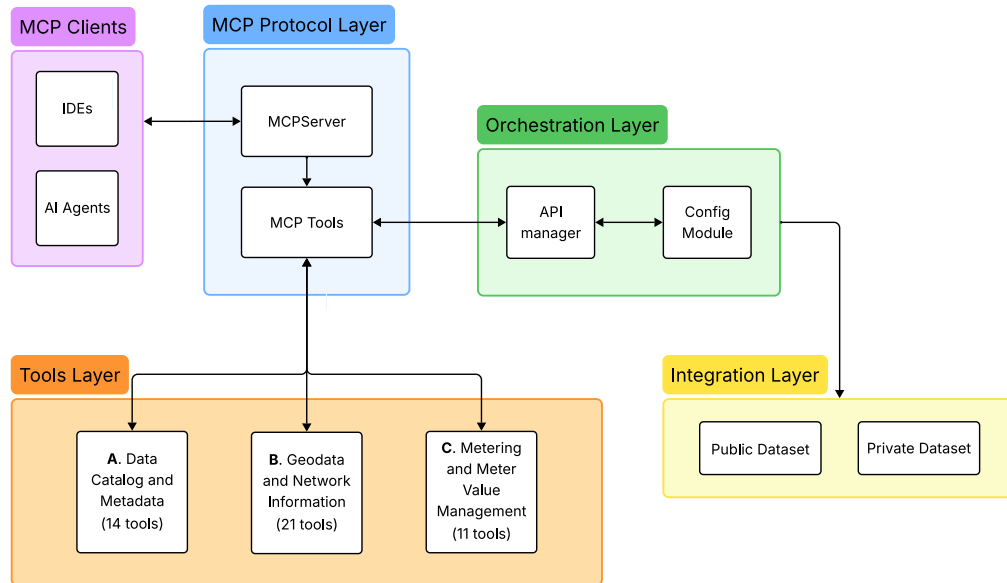 MCP Clients
IDEs
AI Agents
MCP Protocol Layer
MCPServer
MCP Tools
Orchestration Layer
API
manager
Config
Module
Tools Layer
A. Data
Catalog and
Metadata
(14 tools)
B. Geodata
and Network
Information
(21 tools)
C. Metering
and Meter
Value
Management
(11 tools)
Integration Layer
Public Dataset
Private Dataset